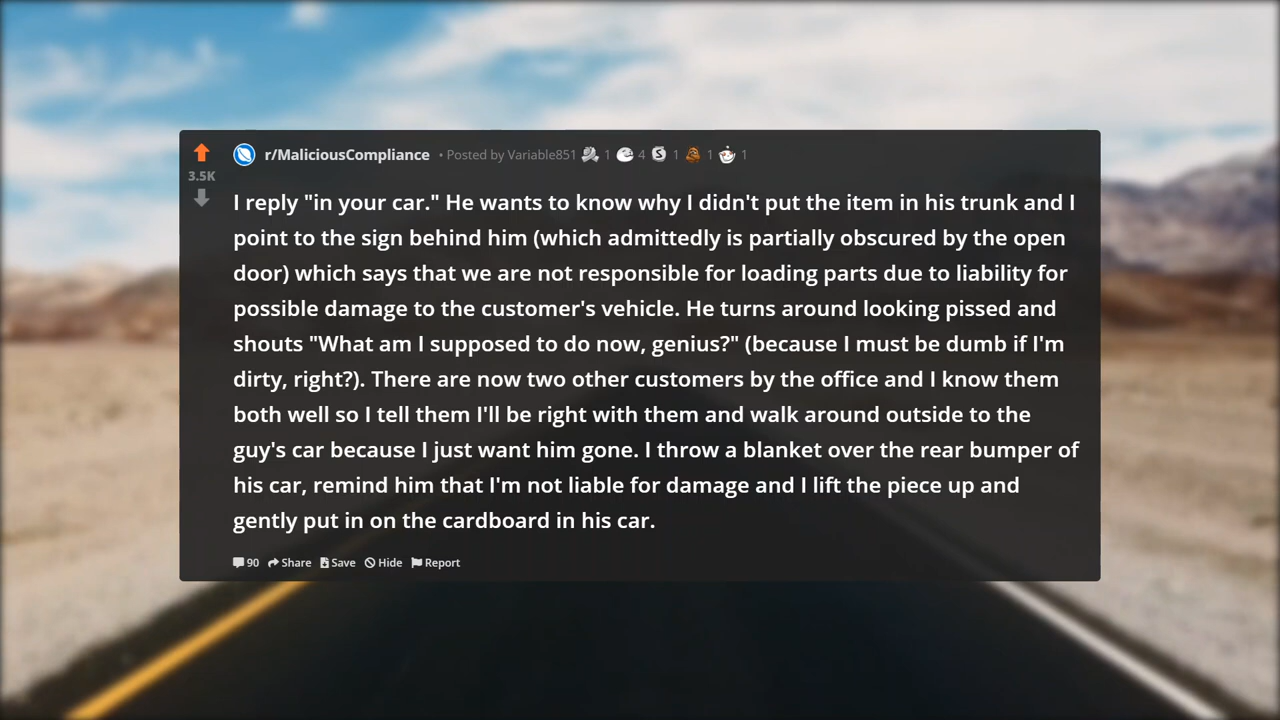 r/MaliciousCompliance • Posted by Variable851 1 4 1 1 1
3.5K
I reply "in your car." He wants to know why I didn't put the item in his trunk and I
point to the sign behind him (which admittedly is partially obscured by the open
door) which says that we are not responsible for loading parts due to liability for
possible damage to the customer's vehicle. He turns around looking pissed and
shouts "What am I supposed to do now, genius?" (because I must be dumb if I'm
dirty, right?). There are now two other customers by the office and I know them
both well so I tell them I'll be right with them and walk around outside to the
guy's car because I just want him gone. I throw a blanket over the rear bumper of
his car, remind him that I'm not liable for damage and I lift the piece up and
gently put in on the cardboard in his car.
90 Share Save Hide Report